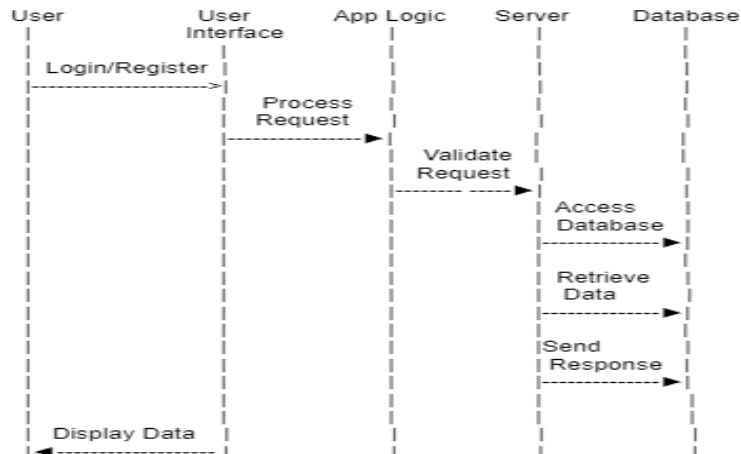 User
User
Interface
App Logic
Server
Database
Login/Register
Process
Request
Validate
Request
Access
Database
Retrieve
Data
Send
Response
Display Data